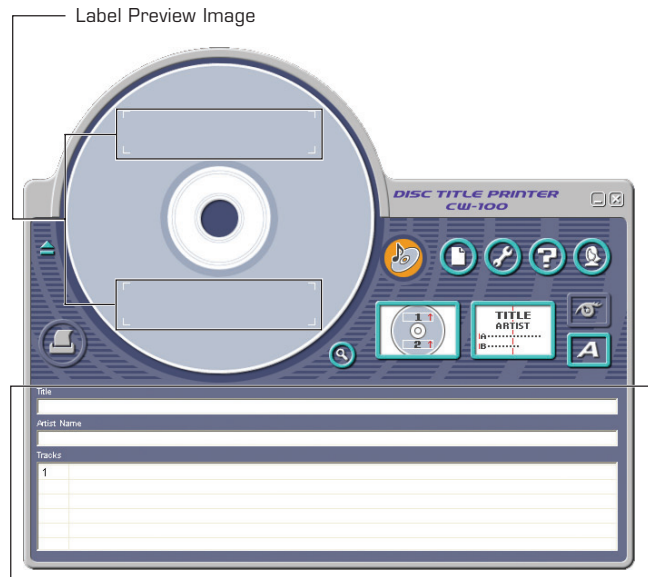 Label Preview Image
DISC TITLE PRINTER
CW-100
?
1
2
TITLE
ARTIST
A
B
A
Title
Artist Name
Tracks
1